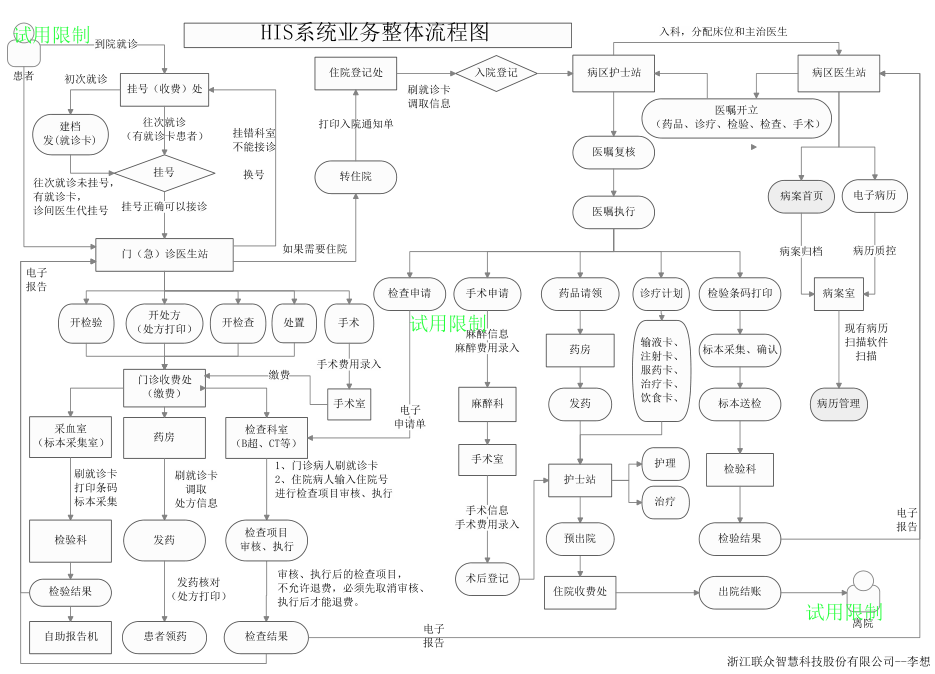 HIS系统业务整体流程图
试用限制
患者
到院就诊
初次就诊
挂号（收费）处
建档
发(就诊卡)
往次就诊
（有就诊卡患者）
挂号
往次就诊未挂号，
有就诊卡，
诊间医生代挂号
挂号正确可以接诊
挂错科室
不能接诊
换号
门（急）诊医生站
如果需要住院
电子
报告
住院登记处
打印入院通知单
转住院
刷就诊卡
调取信息
入院登记
病区护士站
入科，分配床位和主治医生
病区医生站
医嘱开立
（药品、诊疗、检验、检查、手术）
医嘱复核
医嘱执行
病案首页
电子病历
病案归档
病历质控
病案室
现有病历
扫描软件
扫描
病历管理
开检验
开处方
（处方打印）
开检查
处置
手术
手术费用录入
手术室
缴费
门诊收费处
（缴费）
采血室
（标本采集室）
药房
检查科室
（B超、CT等）
刷就诊卡
打印条码
标本采集
刷就诊卡
调取
处方信息
1、门诊病人刷就诊卡
2、住院病人输入住院号
进行检查项目审核、执行
检验科
发药
检查项目
审核、执行
检验结果
发药核对
（处方打印）
审核、执行后的检查项目，
不允许退费，必须先取消审核、
执行后才能退费。
自助报告机
患者领药
检查结果
电子
报告
检查申请
手术申请
药品请领
诊疗计划
检验条码打印
试用限制
麻醉信息
麻醉费用录入
电子
申请单
麻醉科
手术室
手术信息
手术费用录入
术后登记
药房
发药
输液卡、
注射卡、
服药卡、
治疗卡、
饮食卡、
标本采集、确认
标本送检
检验科
检验结果
护士站
护理
治疗
预出院
住院收费处
出院结账
电子
报告
试用限制
离院
浙江联众智慧科技股份有限公司--李想